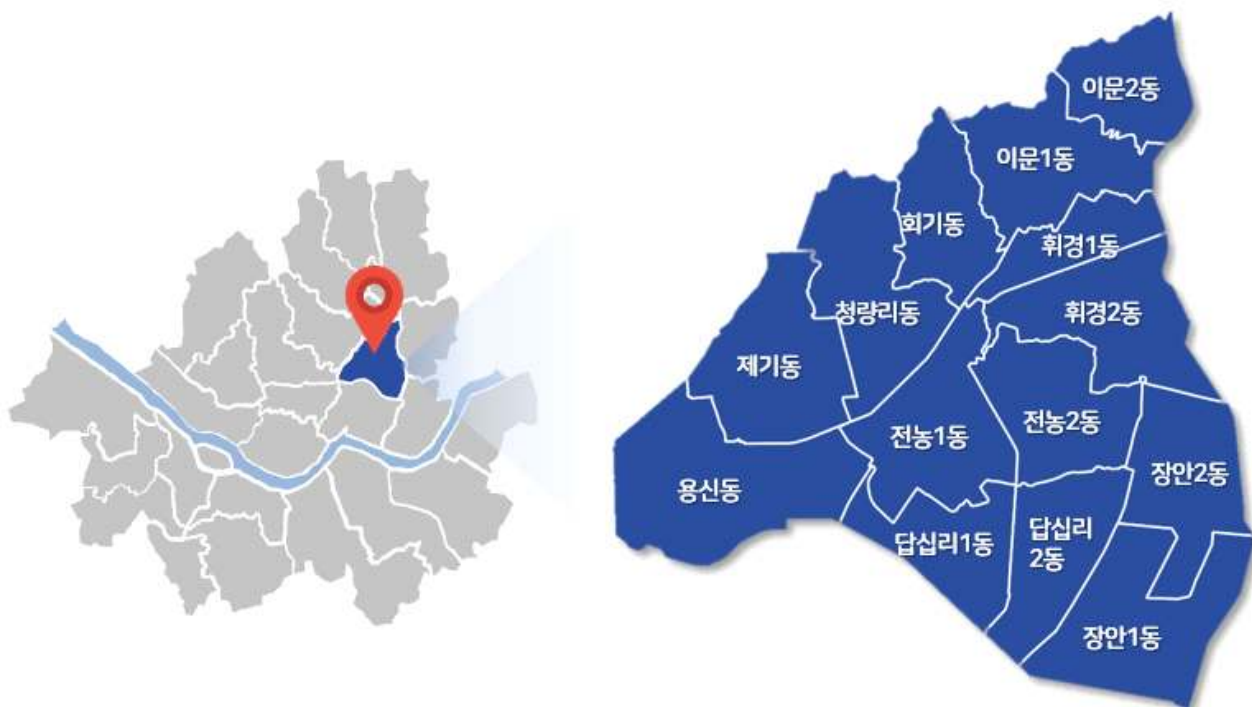 이문2동
이문1동
회기동
휘경1동
청량리동
휘경2동
제기동
전농1동
전농2동
용신동
장안2동
답십리1동
답십리
2동
장안1동